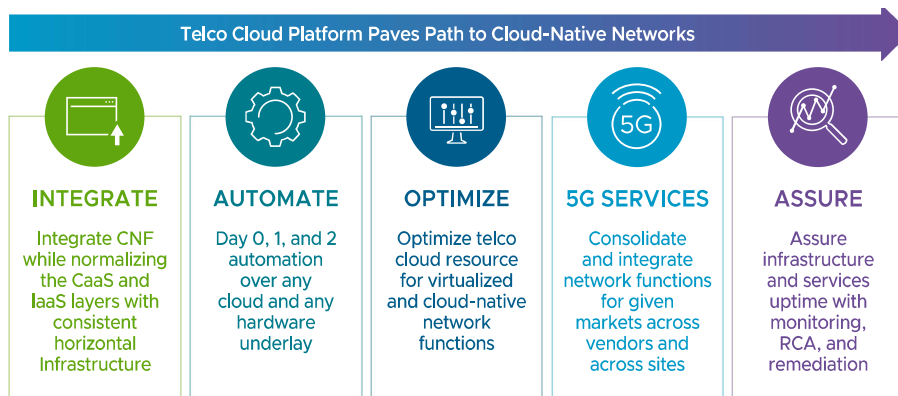 Telco Cloud Platform Paves Path to Cloud-Native Networks
INTEGRATE
Integrate CNF
while normalizing
the CaaS and
IaaS layers with
consistent
horizontal
Infrastructure
AUTOMATE
Day 0, 1, and 2
automation
over any
cloud and any
hardware
underlay
OPTIMIZE
Optimize telco
cloud resource
for virtualized
and cloud-native
network
functions
5G
5G SERVICES
Consolidate
and integrate
network functions
for given
markets across
vendors and
across sites
ASSURE
Assure
infrastructure
and services
uptime with
monitoring,
RCA, and
remediation